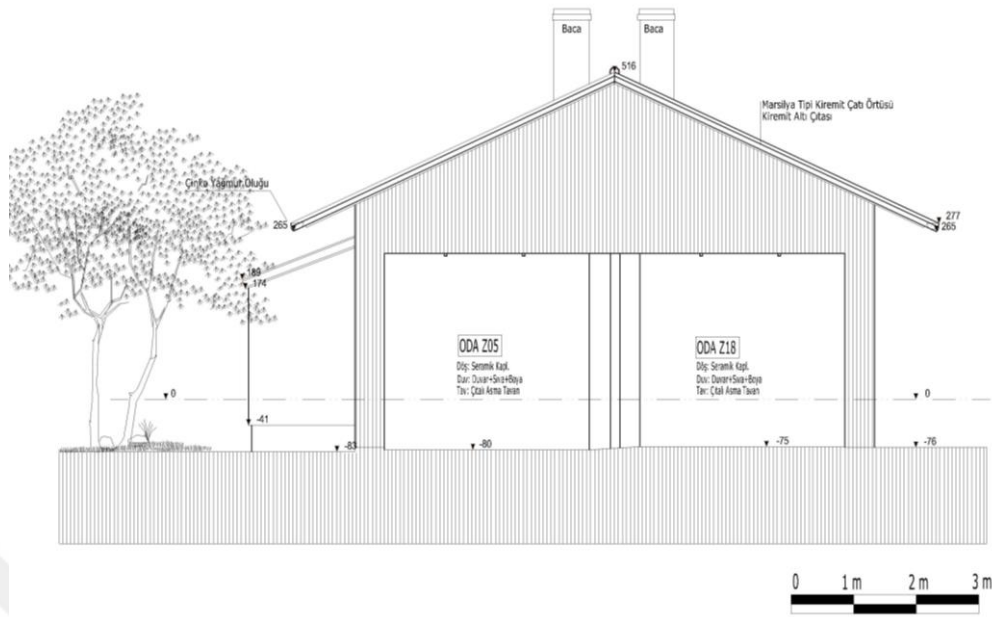 Baca
Baca
516
Marsilya Tipi Kiremit Çatı Örtüsü
Kiremit Altı Çıtası
Çinko Yağmur Oluğu
265
277
265
189
174
ODA Z05
Döş: Seramik Kapl.
Duv: Duvar+Sıva+Boya
Tav: Çıtalı Asma Tavan
ODA Z18
Döş: Seramik Kapl.
Duv: Duvar+Sıva+Boya
Tav: Çıtalı Asma Tavan
0
0
-41
-83
-80
-75
-76
0 1 m 2 m 3 m